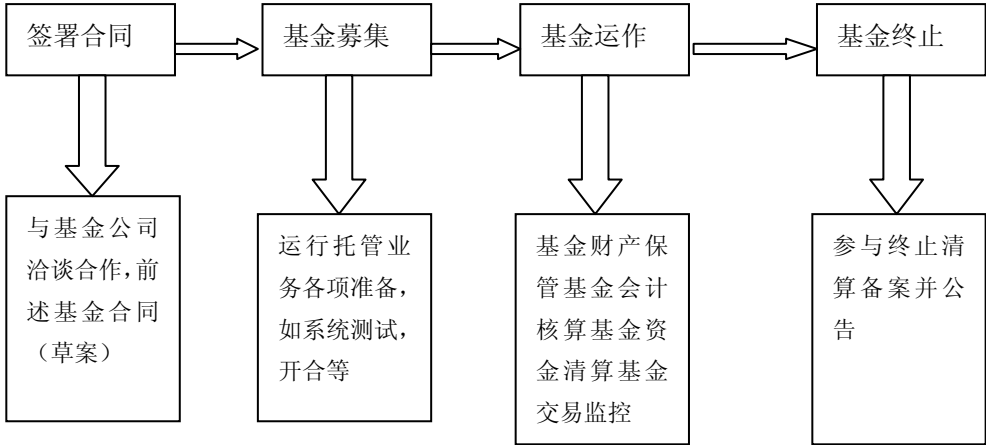 签署合同
基金募集
基金运作
基金终止
与基金公司
洽谈合作,前
述基金合同
（草案）
运行托管业
务各项准备,
如系统测试,
开合等
基金财产保
管基金会计
核算基金资
金清算基金
交易监控
参与终止清
算备案并公
告